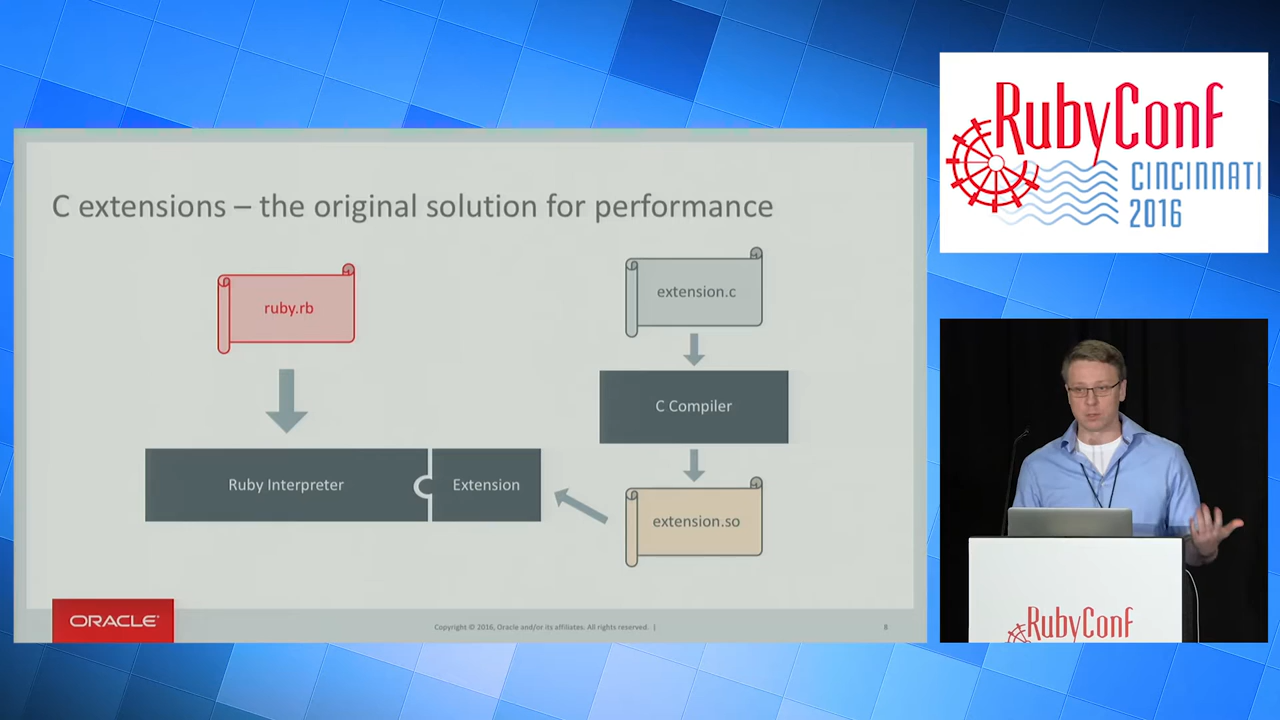 C extensions – the original solution for performance
ruby.rb
extension.c
C Compiler
Ruby Interpreter
Extension
extension.so
ORACLE
Copyright © 2016, Oracle and/or its affiliates. All rights reserved. |
8
RubyConf
CINCINNATI
2016
RubyConf